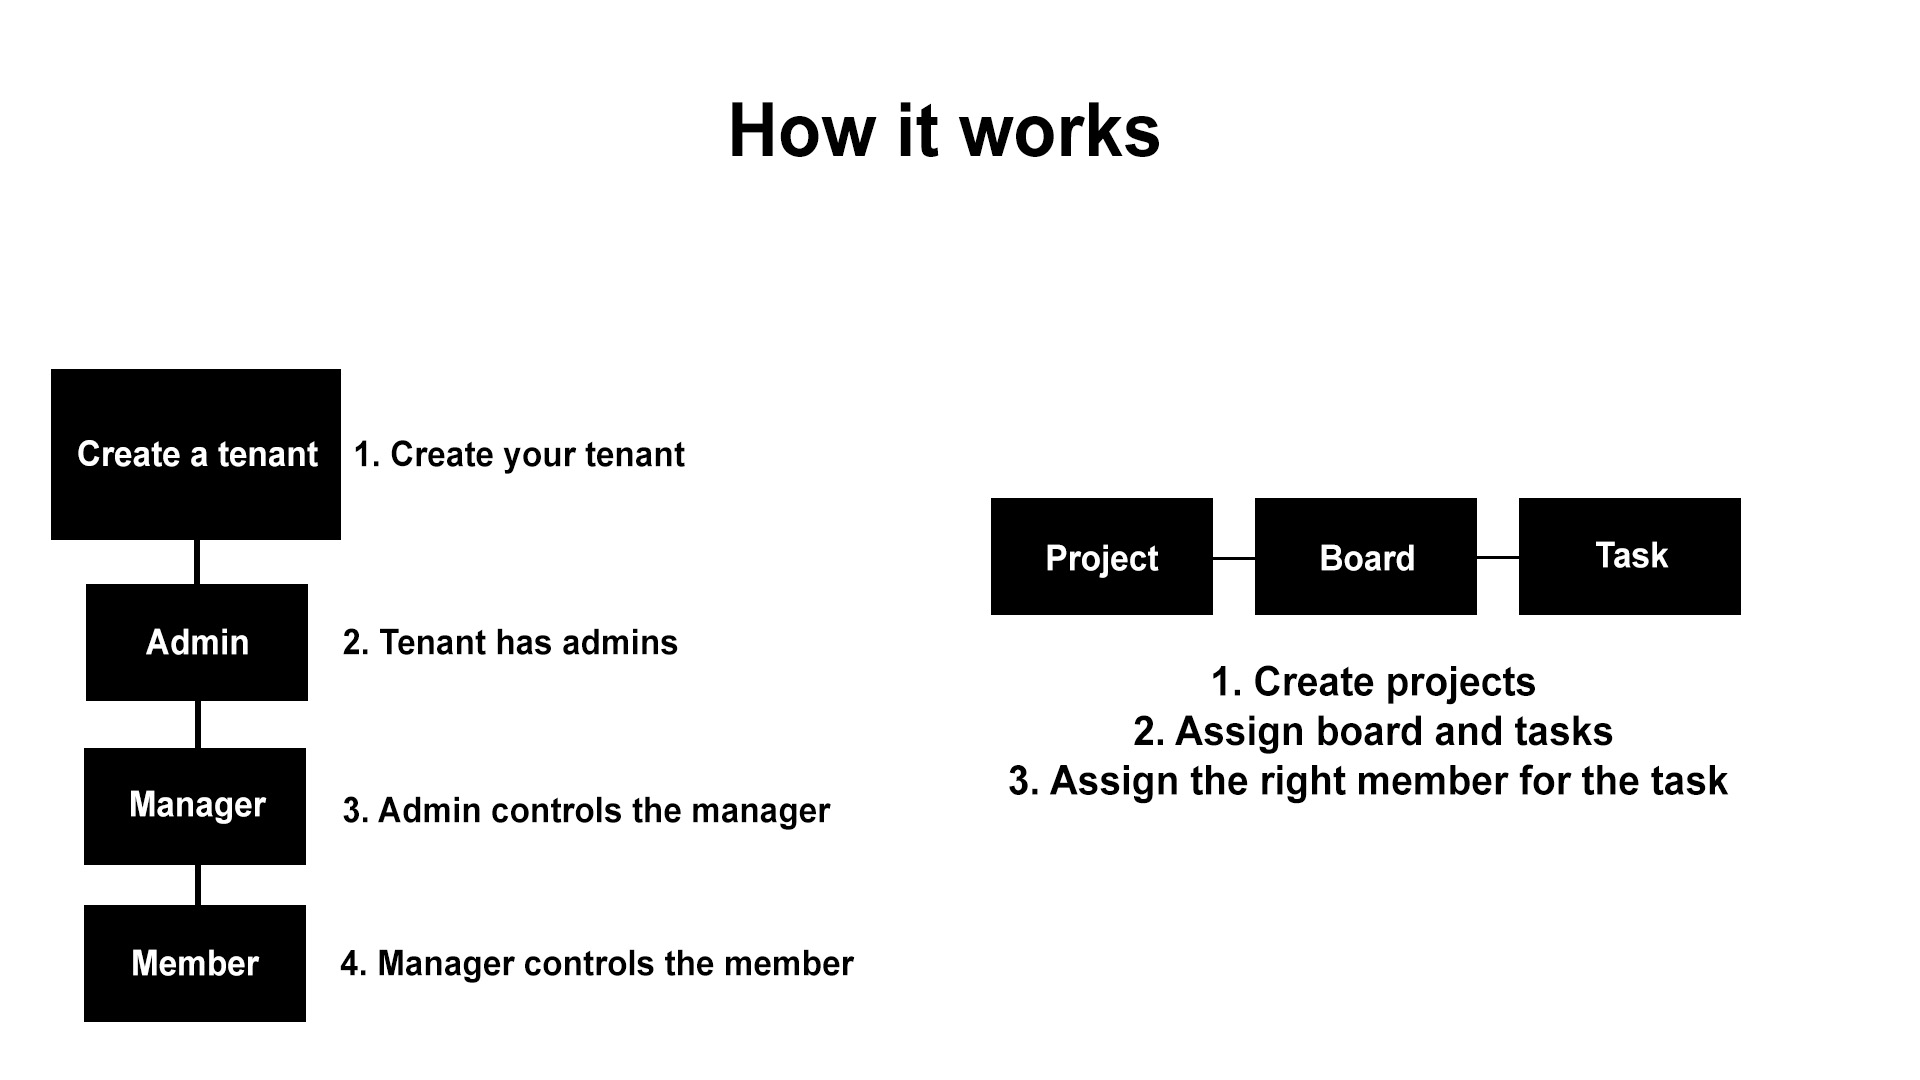 How it works
Create a tenant
1. Create your tenant
Admin
2. Tenant has admins
Manager
3. Admin controls the manager
Member
4. Manager controls the member
Project
Board
Task
1. Create projects
2. Assign board and tasks
3. Assign the right member for the task